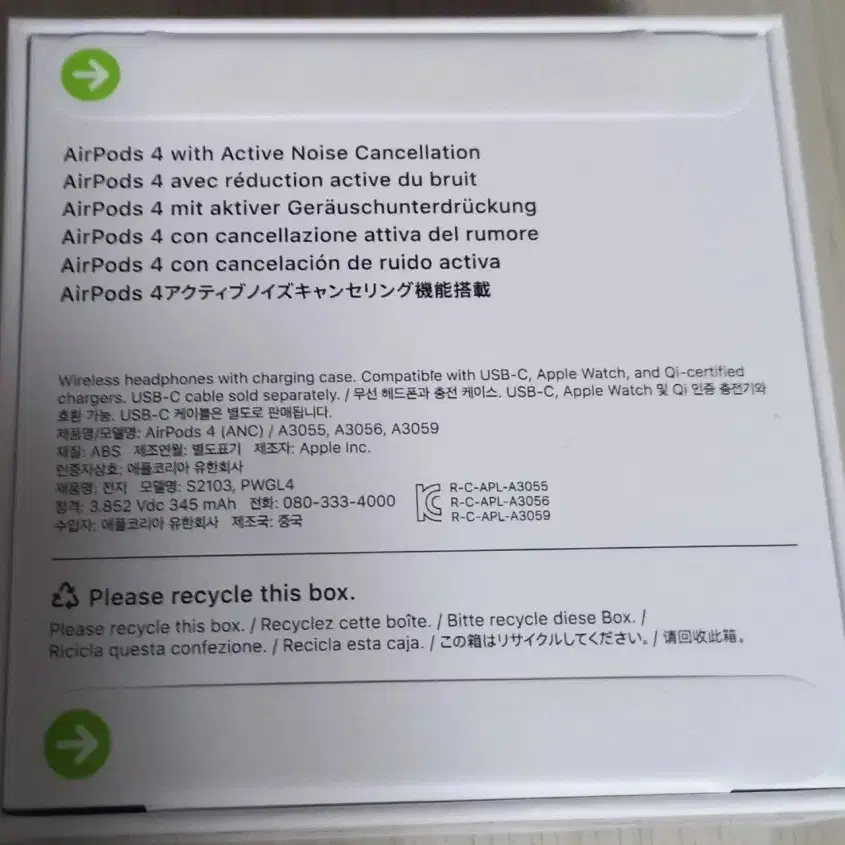 AirPods 4 with Active Noise Cancellation
AirPods 4 avec réduction active du bruit
AirPods 4 mit aktiver Geräuschunterdrückung
AirPods 4 con cancellazione attiva del rumore
AirPods 4 con cancelación de ruido activa
AirPods 4アクティブノイズキャンセリング機能搭載
Wireless headphones with charging case. Compatible with USB-C, Apple Watch, and Qi-certified
chargers. USB-C cable sold separately. / 무선 헤드폰과 충전 케이스. USB-C, Apple Watch 및 Qi 인증 충전기와
호환 가능. USB-C 케이블은 별도로 판매됩니다.
제품명/모델명: AirPods 4 (ANC) / A3055, A3056, A3059
재질: ABS 제조연월: 별도표기 제조자: Apple Inc.
인증자상호: 애플코리아 유한회사
제품명: 전지 모델명: S2103, PWGL4
정격: 3.852 Vdc 345 mAh 전화: 080-333-4000
수입자: 애플코리아 유한회사 제조국: 중국
R-C-APL-A3055
R-C-APL-A3056
R-C-APL-A3059
Please recycle this box.
Please recycle this box. / Recyclez cette boîte. / Bitte recycle diese Box. /
Ricicla questa confezione. / Recicla esta caja. / この箱はリサイクルしてください。/ 请回收此箱。